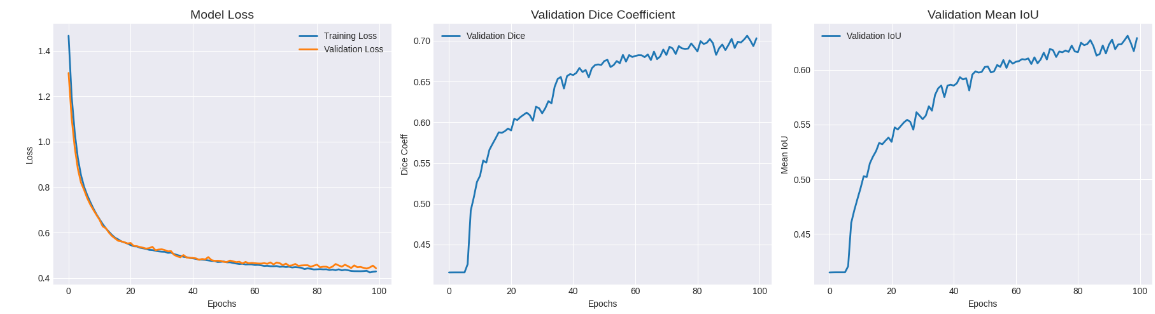 Model Loss
Training Loss
Validation Loss
1.4
1.2
1.0
0.8
0.6
0.4
Loss
0
20
40
60
80
100
Epochs
Validation Dice Coefficient
Validation Dice
0.70
0.65
0.60
0.55
0.50
0.45
Dice Coeff
0
20
40
60
80
100
Epochs
Validation Mean IoU
Validation IoU
0.60
0.55
0.50
0.45
Mean IoU
0
20
40
60
80
100
Epochs